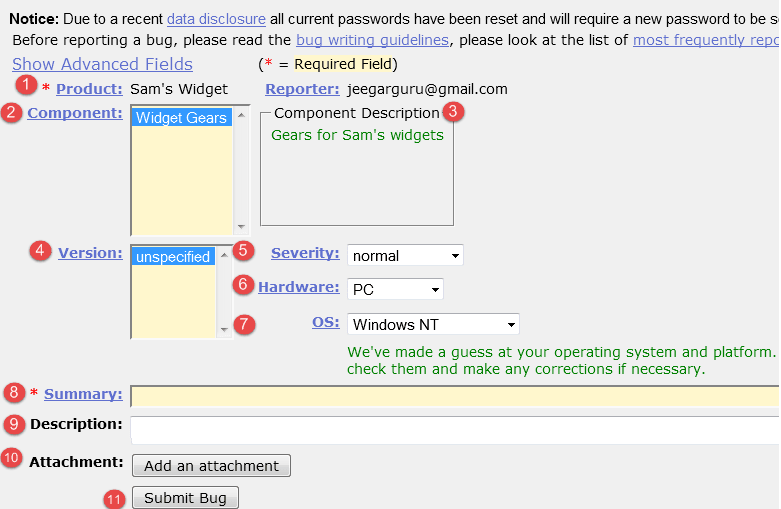 Notice: Due to a recent data disclosure all current passwords have been reset and will require a new password to be
Before reporting a bug, please read the bug writing guidelines, please look at the list of most frequently
Show Advanced Fields (* = Required Field)
1 * Product: Sam's Widget Reporter: jeegarguru@gmail.com
2 Component: Widget Gears Component Description 3
Gears for Sam's widgets
4 Version: unspecified 5 Severity: normal
6 Hardware: PC
7 OS: Windows NT
We've made a guess at your operating system and platform.
check them and make any corrections if necessary.
8 * Summary:
9 Description:
10 Attachment: Add an attachment
11 Submit Bug